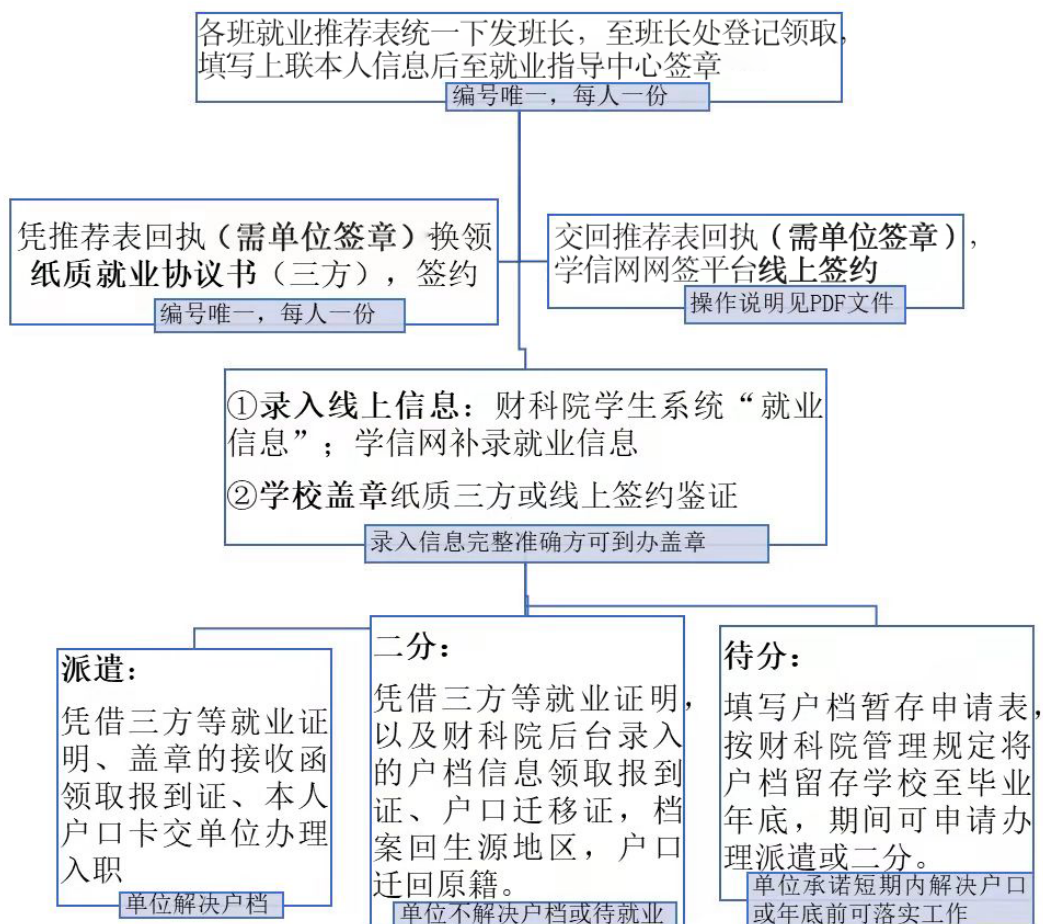 各班就业推荐表统一下发班长，至班长处登记领取，
填写上联本人信息后至就业指导中心签章
编号唯一，每人一份
凭推荐表回执（需单位签章）换领
纸质就业协议书（三方），签约
编号唯一，每人一份
交回推荐表回执（需单位签章），
学信网网签平台线上签约
操作说明见PDF文件
①录入线上信息：财科院学生系统“就业
信息”；学信网补录就业信息
②学校盖章纸质三方或线上签约鉴证
录入信息完整准确方可到办盖章
派遣：
凭借三方等就业证
明、盖章的接收函
领取报到证、本人
户口卡交单位办理
入职
单位解决户档
二分：
凭借三方等就业证明，
以及财科院后台录入
的户档信息领取报到
证、户口迁移证，档
案回生源地区，户口
迁回原籍。
单位不解决户档或待就业
待分：
填写户档暂存申请表，
按财科院管理规定将
户档留存学校至毕业
年底，期间可申请办
理派遣或二分。
单位承诺短期内解决户口
或年底前可落实工作